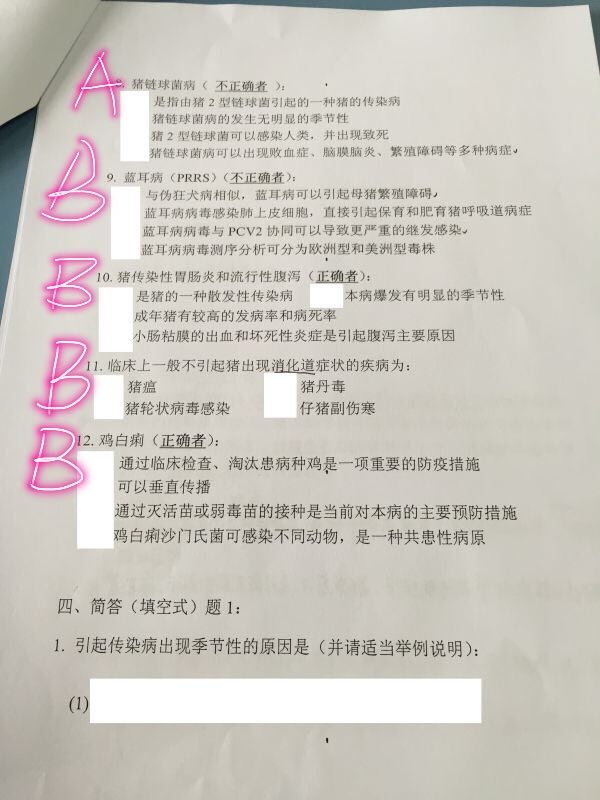 A
8. 猪链球菌病（ 不正确者 ）：
是指由猪 2 型链球菌引起的一种猪的传染病
猪链球菌病的发生无明显的季节性
猪 2 型链球菌可以感染人类，并出现致死
猪链球菌病可以出现败血症、脑膜脑炎、繁殖障碍等多种病症。
B
9. 蓝耳病（PRRS）（不正确者）：
与伪狂犬病相似，蓝耳病可以引起母猪繁殖障碍。
蓝耳病病毒感染肺上皮细胞，直接引起保育和肥育猪呼吸道病症
蓝耳病病毒与 PCV2 协同可以导致更严重的继发感染。
蓝耳病病毒测序分析可分为欧洲型和美洲型毒株
B
10. 猪传染性胃肠炎和流行性腹泻（正确者）：
是猪的一种散发性传染病 本病爆发有明显的季节性
成年猪有较高的发病率和病死率
小肠粘膜的出血和坏死性炎症是引起腹泻主要原因
B
11. 临床上一般不引起猪出现消化道症状的疾病为：
猪瘟 猪丹毒
猪轮状病毒感染 仔猪副伤寒
B
12. 鸡白痢（正确者）：
通过临床检查、淘汰患病种鸡是一项重要的防疫措施
可以垂直传播
通过灭活苗或弱毒苗的接种是当前对本病的主要预防措施
鸡白痢沙门氏菌可感染不同动物，是一种共患性病原
四、简答（填空式）题 1：
1. 引起传染病出现季节性的原因是（并请适当举例说明）：
(1)